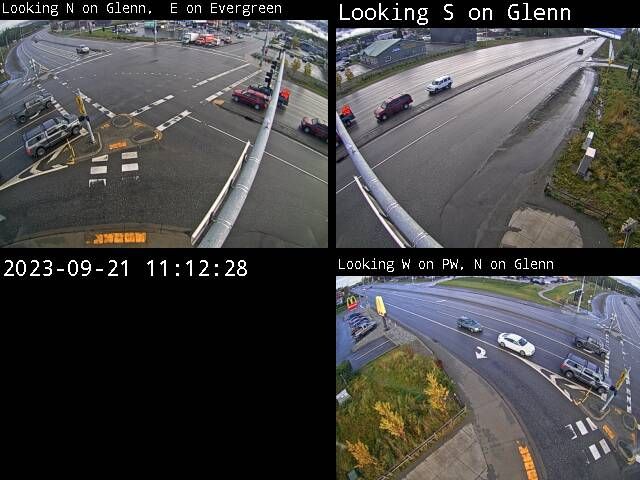 Looking N on Glenn,  E on Evergreen
Looking S on Glenn
2023-09-21 11:12:28
Looking W on PW, N on Glenn